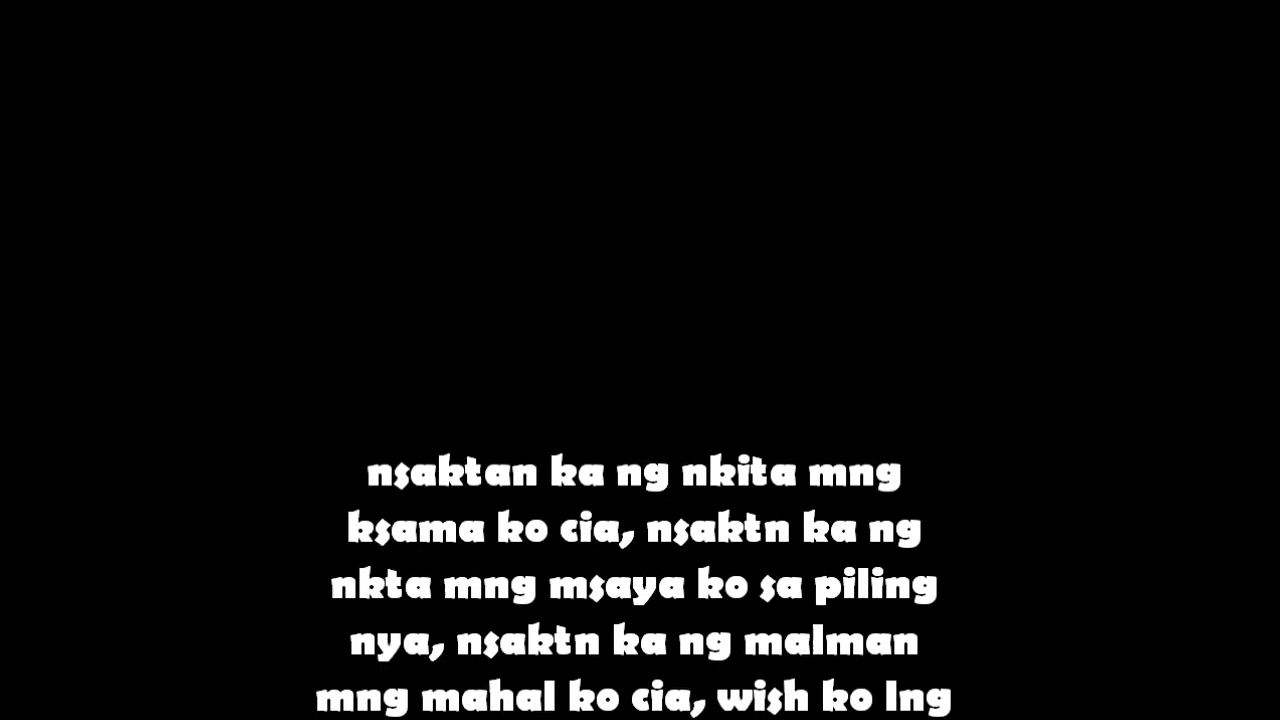 nsaktan ka ng nkita mng
ksama ko cia, nsaktn ka ng
nkta mng msaya ko sa piling
nya, nsaktn ka ng malman
mng mahal ko cia, wish ko lng